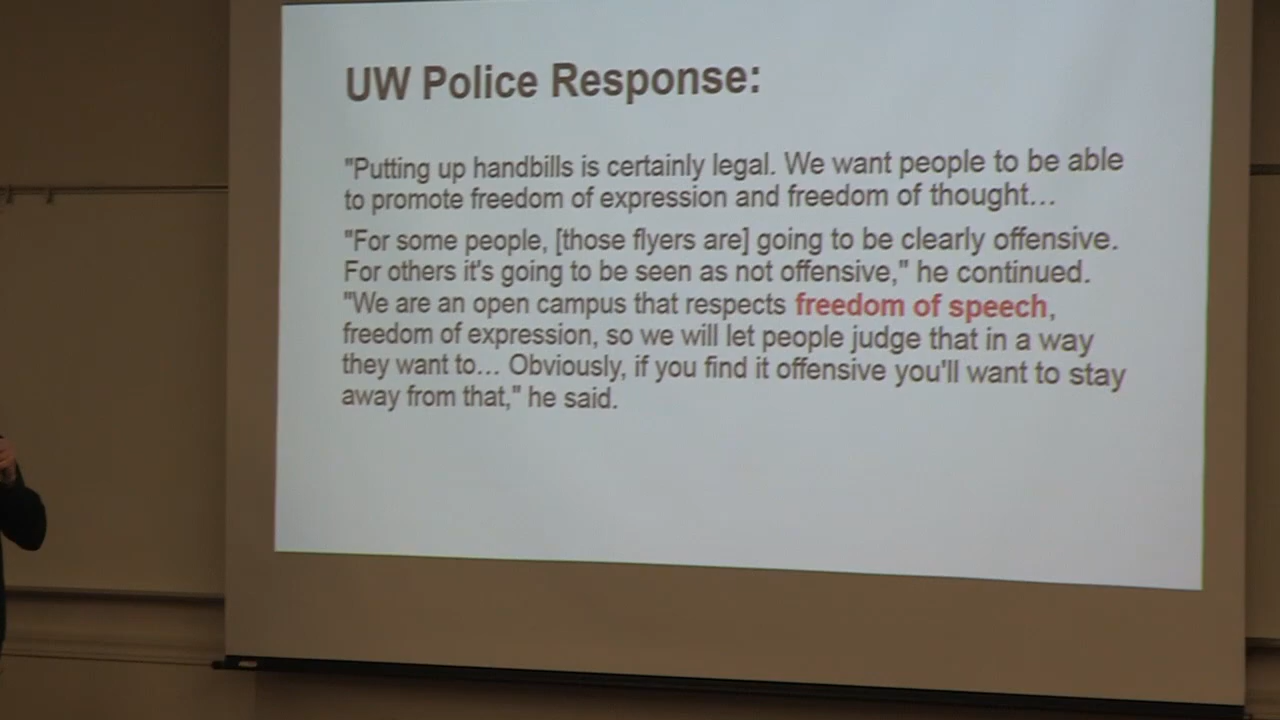 UW Police Response:
"Putting up handbills is certainly legal. We want people to be able
to promote freedom of expression and freedom of thought...
"For some people, [those flyers are] going to be clearly offensive.
For others it's going to be seen as not offensive," he continued.
"We are an open campus that respects freedom of speech,
freedom of expression, so we will let people judge that in a way
they want to... Obviously, if you find it offensive you'll want to stay
away from that," he said.